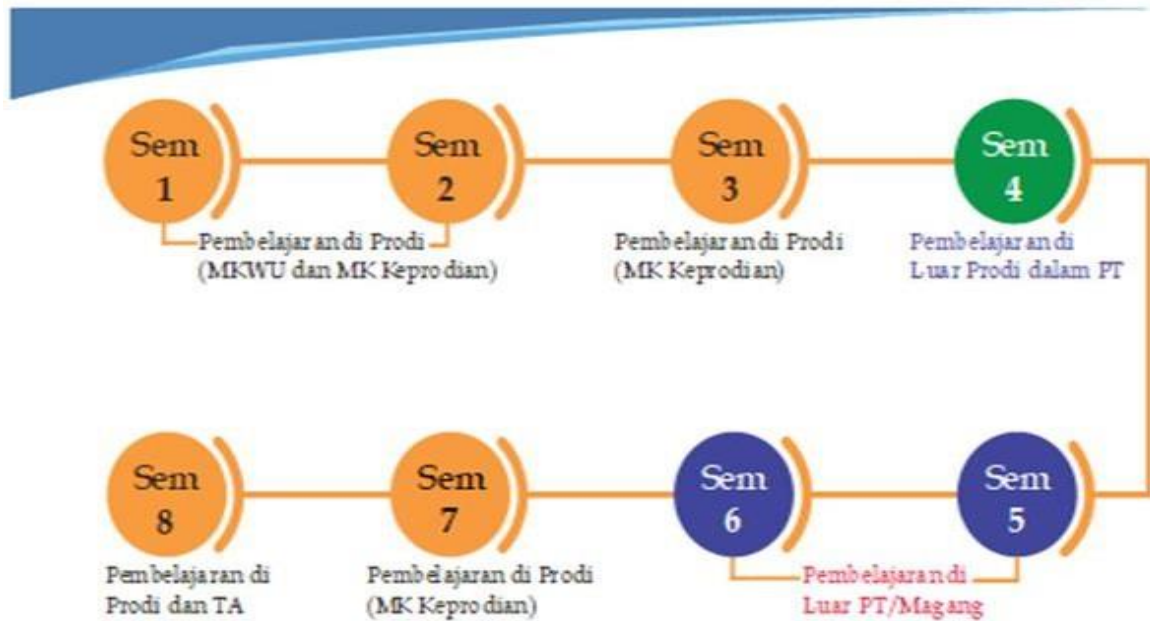 Sem
1
Sem
2
Sem
3
Sem
4
Pembelajaran di Prodi
(MKWU dan MK Keprodian)
Pembelajaran di Prodi
(MK Keprodian)
Pembelajaran di
Luar Prodi dalam PT
Sem
8
Sem
7
Sem
6
Sem
5
Pembelajaran di
Prodi dan TA
Pembelajaran di Prodi
(MK Keprodian)
Pembelajaran di
Luar PT/Magang